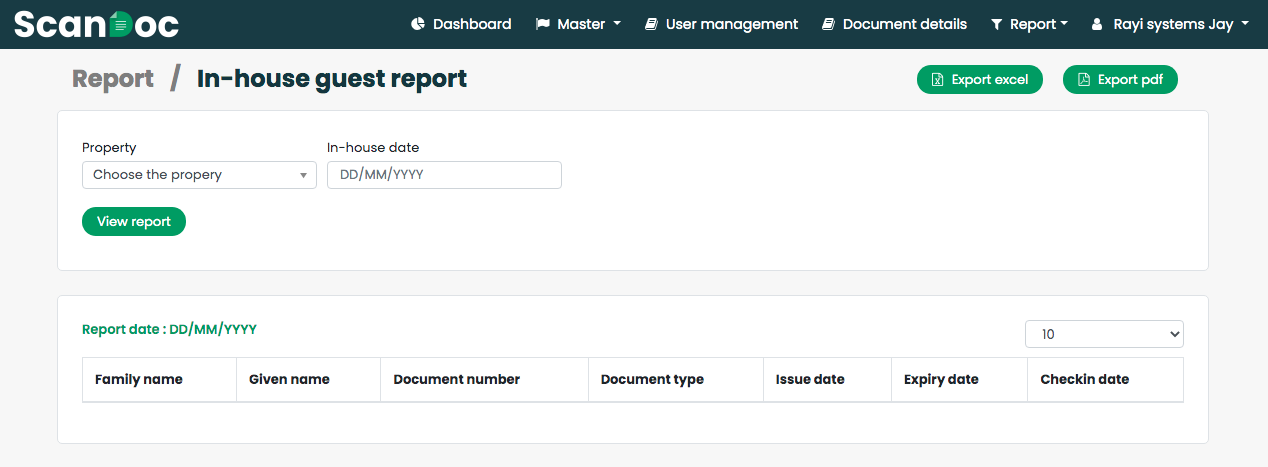 ScanDoc Dashboard Master User management Document details Report Rayi systems Jay
Report / In-house guest report Export excel Export pdf
Property In-house date
Choose the propery DD/MM/YYYY
View report
Report date : DD/MM/YYYY 10
Family name Given name Document number Document type Issue date Expiry date Checkin date